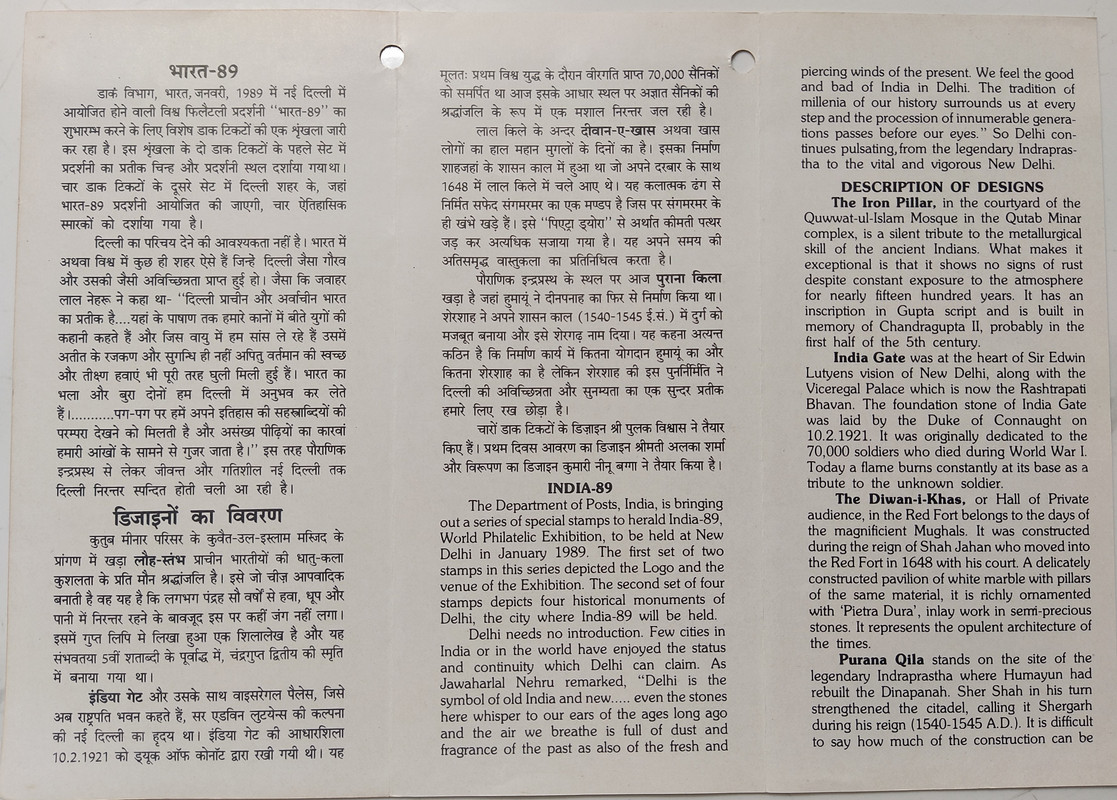 भारत-89
डाक विभाग, भारत, जनवरी, 1989 में नई दिल्ली में
आयोजित होने वाली विश्व फिलैटली प्रदर्शनी ‘‘भारत-89’’ का
शुभारम्भ करने के लिए विशेष डाक टिकटों की एक शृंखला जारी
कर रहा है। इस शृंखला के दो डाक टिकटों के पहले सेट में
प्रदर्शनी का प्रतीक चिन्ह और प्रदर्शनी स्थल दर्शाया गया था।
चार डाक टिकटों के दूसरे सेट में दिल्ली शहर के, जहां
भारत-89 प्रदर्शनी आयोजित की जाएगी, चार ऐतिहासिक
स्मारकों को दर्शाया गया है।
दिल्ली का परिचय देने की आवश्यकता नहीं है। भारत में
अथवा विश्व में कुछ ही शहर ऐसे हैं जिन्हे दिल्ली जैसा गौरव
और उसकी जैसी अविच्छिन्नता प्राप्त हुई हो। जैसा कि जवाहर
लाल नेहरू ने कहा था- ‘‘दिल्ली प्राचीन और अर्वाचीन भारत
का प्रतीक है....यहां के पाषाण तक हमारे कानों में बीते युगों की
कहानी कहते हैं और जिस वायु में हम सांस ले रहे हैं उसमें
अतीत के रजकण और सुगन्धि ही नहीं अपितु वर्तमान की स्वच्छ
और तीक्ष्ण हवाएं भी पूरी तरह घुली मिली हुई हैं। भारत का
भला और बुरा दोनों हम दिल्ली में अनुभव कर लेते
हैं।...........पग-पग पर हमें अपने इतिहास की सहस्त्राब्दियों की
परम्परा देखने को मिलती है और असंख्य पीढ़ियों का कारवां
हमारी आंखों के सामने से गुजर जाता है।’’ इस तरह पौराणिक
इन्द्रप्रस्थ से लेकर जीवन्त और गतिशील नई दिल्ली तक
दिल्ली निरन्तर स्पन्दित होती चली आ रही है।
डिजाइनों का विवरण
कुतुब मीनार परिसर के कुवैत-उल-इस्लाम मस्जिद के
प्रांगण में खड़ा लौह-स्तंभ प्राचीन भारतीयों की धातु-कला
कुशलता के प्रति मौन श्रद्धांजलि है। इसे जो चीज़ आपवादिक
बनाती है वह यह है कि लगभग पंद्रह सौ वर्षों से हवा, धूप और
पानी में निरन्तर रहने के बावजूद इस पर कहीं जंग नहीं लगा।
इसमें गुप्त लिपि मे लिखा हुआ एक शिलालेख है और यह
संभवतया 5वीं शताब्दी के पूर्वाद्ध में, चंद्रगुप्त द्वितीय की स्मृति
में बनाया गया था।
इंडिया गेट और उसके साथ वाइसरेगल पैलेस, जिसे
अब राष्ट्रपति भवन कहते हैं, सर एडविन लुटयेन्स की कल्पना
की नई दिल्ली का हृदय था। इंडिया गेट की आधारशिला
10.2.1921 को ड्यूक ऑफ कोनॉट द्वारा रखी गयी थी। यह
मूलतः प्रथम विश्व युद्ध के दौरान वीरगति प्राप्त 70,000 सैनिकों
को समर्पित था आज इसके आधार स्थल पर अज्ञात सैनिकों की
श्रद्धांजलि के रूप में एक मशाल निरन्तर जल रही है।
लाल किले के अन्दर दीवान-ए-खास अथवा खास
लोगों का हाल महान मुगलों के दिनों का है। इसका निर्माण
शाहजहां के शासन काल में हुआ था जो अपने दरबार के साथ
1648 में लाल किले में चले आए थे। यह कलात्मक ढंग से
निर्मित सफेद संगमरमर का एक मण्डप है जिस पर संगमरमर के
ही खंभे खड़े हैं। इसे ‘‘पिएट्रा ड्योरा’’ से अर्थात कीमती पत्थर
जड़ कर अत्यधिक सजाया गया है। यह अपने समय की
अतिसमृद्ध वास्तुकला का प्रतिनिधित्व करता है।
पौराणिक इन्द्रप्रस्थ के स्थल पर आज पुराना किला
खड़ा है जहां हुमायूं ने दीनपनाह का फिर से निर्माण किया था।
शेरशाह ने अपने शासन काल (1540-1545 ई.सं.) में दुर्ग को
मजबूत बनाया और इसे शेरगढ़ नाम दिया। यह कहना अत्यन्त
कठिन है कि निर्माण कार्य में कितना योगदान हुमायूं का और
कितना शेरशाह का है लेकिन शेरशाह की इस पुनर्निर्मिति ने
दिल्ली की अविच्छिन्नता और सुनम्यता का एक सुन्दर प्रतीक
हमारे लिए रख छोड़ा है।
चारों डाक टिकटों के डिज़ाइन श्री पुलक विश्वास ने तैयार
किए हैं। प्रथम दिवस आवरण का डिजाइन श्रीमती अलका शर्मा
और विरूपण का डिजाइन कुमारी नीनू बग्गा ने तैयार किया है।
INDIA-89
The Department of Posts, India, is bringing
out a series of special stamps to herald India-89,
World Philatelic Exhibition, to be held at New
Delhi in January 1989. The first set of two
stamps in this series depicted the Logo and the
venue of the Exhibition. The second set of four
stamps depicts four historical monuments of
Delhi, the city where India-89 will be held.
Delhi needs no introduction. Few cities in
India or in the world have enjoyed the status
and continuity which Delhi can claim. As
Jawaharlal Nehru remarked, “Delhi is the
symbol of old India and new..... even the stones
here whisper to our ears of the ages long ago
and the air we breathe is full of dust and
fragrance of the past as also of the fresh and
piercing winds of the present. We feel the good
and bad of India in Delhi. The tradition of
millenia of our history surrounds us at every
step and the procession of innumerable genera-
tions passes before our eyes.” So Delhi con-
tinues pulsating, from the legendary Indrapras-
tha to the vital and vigorous New Delhi.
DESCRIPTION OF DESIGNS
The Iron Pillar, in the courtyard of the
Quwwat-ul-Islam Mosque in the Qutab Minar
complex, is a silent tribute to the metallurgical
skill of the ancient Indians. What makes it
exceptional is that it shows no signs of rust
despite constant exposure to the atmosphere
for nearly fifteen hundred years. It has an
inscription in Gupta script and is built in
memory of Chandragupta II, probably in the
first half of the 5th century.
India Gate was at the heart of Sir Edwin
Lutyens vision of New Delhi, along with the
Viceregal Palace which is now the Rashtrapati
Bhavan. The foundation stone of India Gate
was laid by the Duke of Connaught on
10.2.1921. It was originally dedicated to the
70,000 soldiers who died during World War I.
Today a flame burns constantly at its base as a
tribute to the unknown soldier.
The Diwan-i-Khas, or Hall of Private
audience, in the Red Fort belongs to the days of
the magnificient Mughals. It was constructed
during the reign of Shah Jahan who moved into
the Red Fort in 1648 with his court. A delicately
constructed pavilion of white marble with pillars
of the same material, it is richly ornamented
with ‘Pietra Dura’, inlay work in semi-precious
stones. It represents the opulent architecture of
the times.
Purana Qila stands on the site of the
legendary Indraprastha where Humayun had
rebuilt the Dinapanah. Sher Shah in his turn
strengthened the citadel, calling it Shergarh
during his reign (1540-1545 A.D.). It is difficult
to say how much of the construction can be